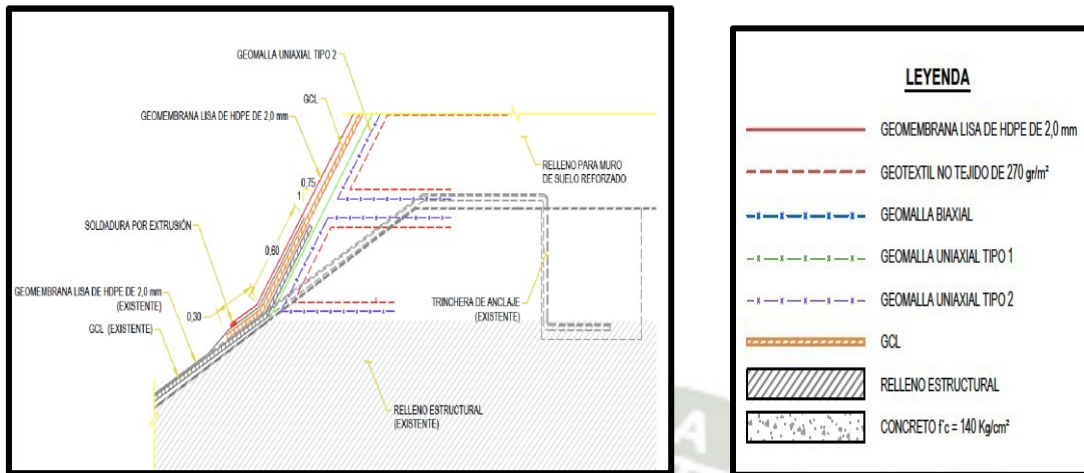 GEOMALLA UNIAXIAL TIPO 2
GCL
GEOMEMBRANA LISA DE HDPE DE 2,0 mm
RELLENO PARA MURO
DE SUELO REFORZADO
0,75
1
SOLDADURA POR EXTRUSIÓN
0,60
GEOMEMBRANA LISA DE HDPE DE 2,0 mm
(EXISTENTE)
0,30
TRINCHERA DE ANCLAJE
(EXISTENTE)
GCL (EXISTENTE)
RELLENO ESTRUCTURAL
(EXISTENTE)
LEYENDA
GEOMEMBRANA LISA DE HDPE DE 2,0 mm
GEOTEXTIL NO TEJIDO DE 270 gr/m²
GEOMALLA BIAXIAL
GEOMALLA UNIAXIAL TIPO 1
GEOMALLA UNIAXIAL TIPO 2
GCL
RELLENO ESTRUCTURAL
CONCRETO f'c = 140 Kg/cm²
A